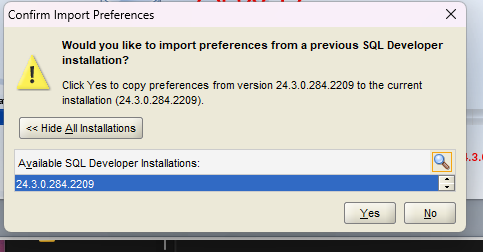 Confirm Import Preferences
Would you like to import preferences from a previous SQL Developer
installation?
Click Yes to copy preferences from version 24.3.0.284.2209 to the current
installation (24.3.0.284.2209).
<< Hide All Installations
Available SQL Developer Installations:
24.3.0.284.2209
Yes
No